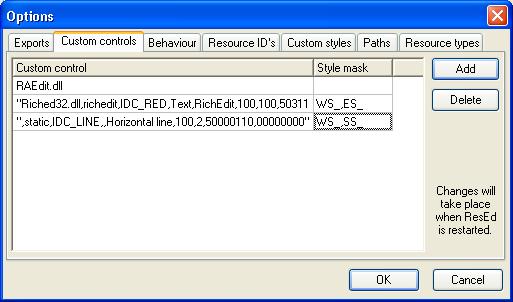 Options
Exports Custom controls Behaviour Resource ID's Custom styles Paths Resource types
Custom control Style mask
Add
RAEdit.dll
"Riched32.dll,richedit,IDC_RED,Text,RichEdit,100,100,50311 WS_,ES_
Delete
",static,IDC_LINE,,Horizontal line,100,2,50000110,00000000" WS_,SS_
Changes will
take place
when ResEd
is restarted.
OK Cancel